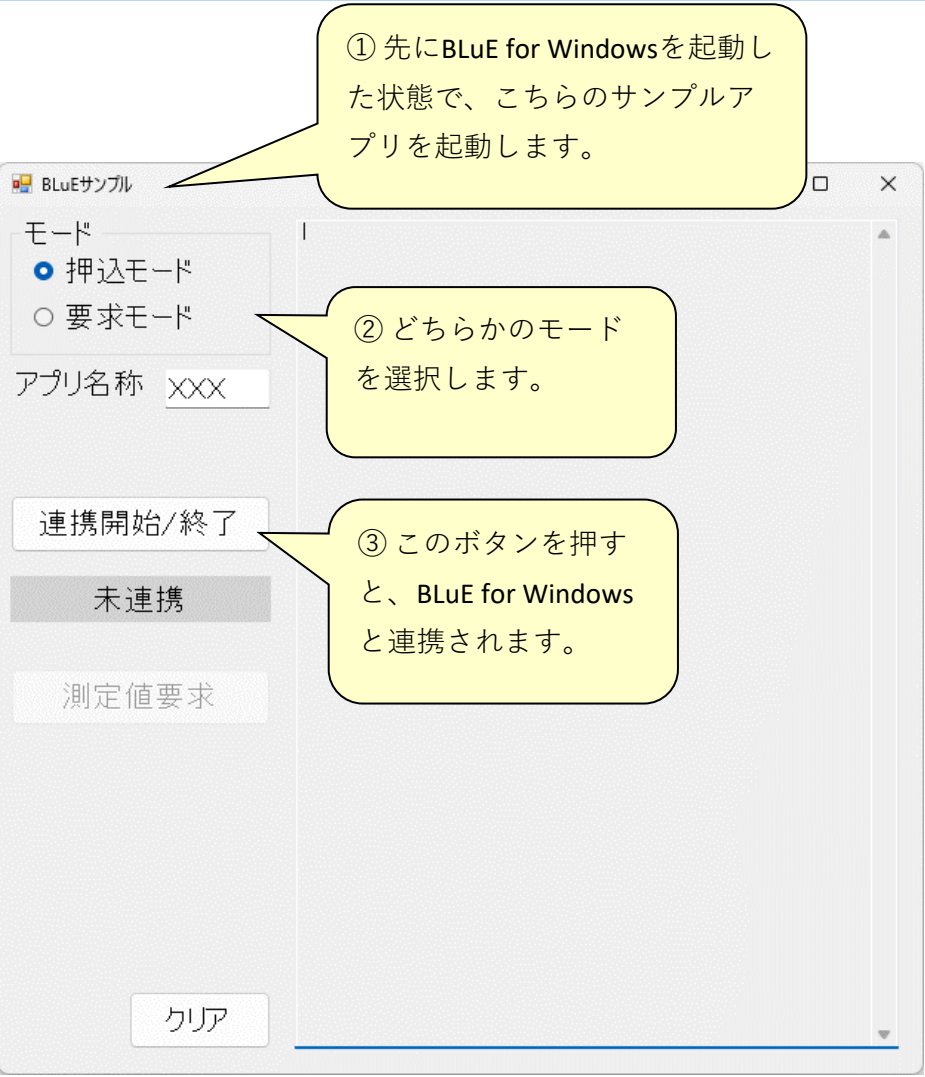 ① 先にBLuE for Windowsを起動し
た状態で、こちらのサンプルア
プリを起動します。
BLuEサンプル
モード
押込モード
要求モード
② どちらかのモード
を選択します。
アプリ名称 XXX
連携開始/終了
③ このボタンを押す
と、BLuE for Windows
と連携されます。
未連携
測定値要求
クリア